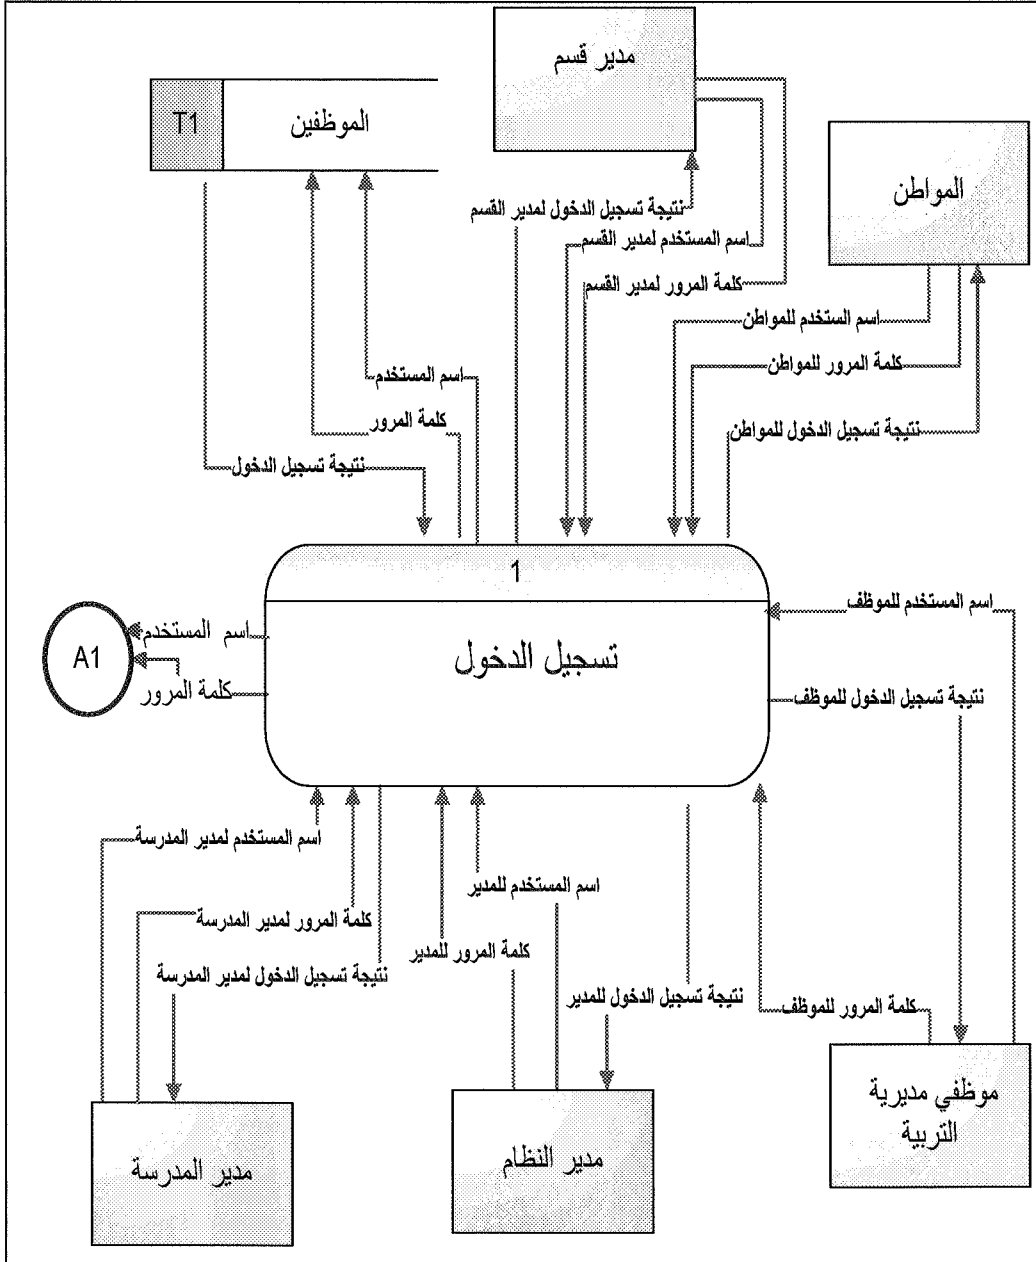 مدير قسم
T1
الموظفين
المواطن
نتيجة تسجيل الدخول لمدير القسم
اسم المستخدم لمدير القسم
كلمة المرور لمدير القسم
اسم الستخدم للمواطن
كلمة المرور للمواطن
اسم المستخدم
كلمة المرور
نتيجة تسجيل الدخول للمواطن
نتيجة تسجيل الدخول
1
تسجيل الدخول
اسم المستخدم للموظف
اسم المستخدم
A1
كلمة المرور
نتيجة تسجيل الدخول للموظف
اسم المستخدم لمدير المدرسة
اسم المستخدم للمدير
كلمة المرور لمدير المدرسة
كلمة المرور للمدير
نتيجة تسجيل الدخول لمدير المدرسة
نتيجة تسجيل الدخول للمدير
كلمة المرور للموظف
موظفي مديرية
التربية
مدير النظام
مدير المدرسة